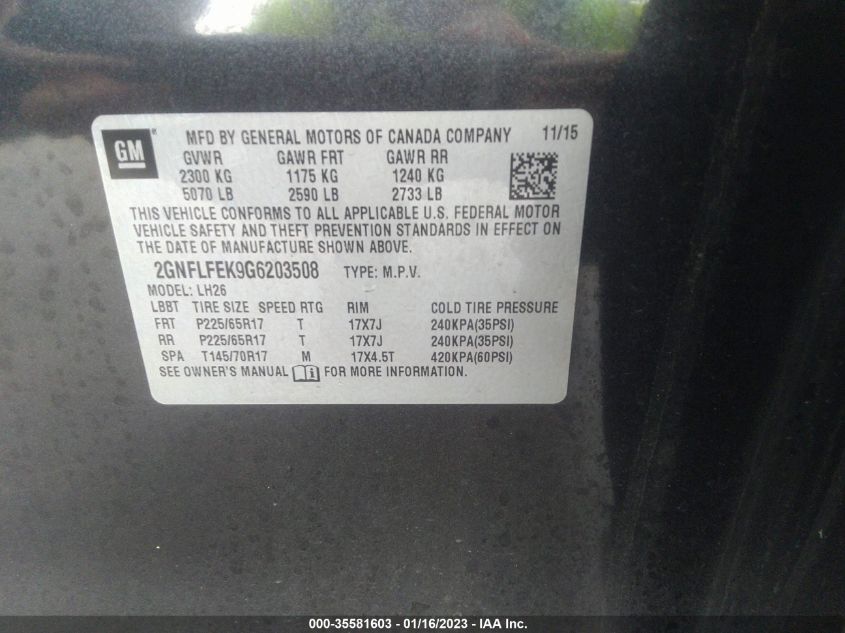 GM
MFD BY GENERAL MOTORS OF CANADA COMPANY 11/15
GVWR GAWR FRT GAWR RR
2300 KG 1175 KG 1240 KG
5070 LB 2590 LB 2733 LB
THIS VEHICLE CONFORMS TO ALL APPLICABLE U.S. FEDERAL MOTOR
VEHICLE SAFETY AND THEFT PREVENTION STANDARDS IN EFFECT ON
THE DATE OF MANUFACTURE SHOWN ABOVE.
2GNFLFEK9G6203508 TYPE: M.P.V.
MODEL: LH26
LBBT TIRE SIZE SPEED RTG RIM COLD TIRE PRESSURE
FRT P225/65R17 T 17X7J 240KPA(35PSI)
RR P225/65R17 T 17X7J 240KPA(35PSI)
SPA T145/70R17 M 17X4.5T 420KPA(60PSI)
SEE OWNER'S MANUAL FOR MORE INFORMATION.
000-35581603 - 01/16/2023 - IAA Inc.